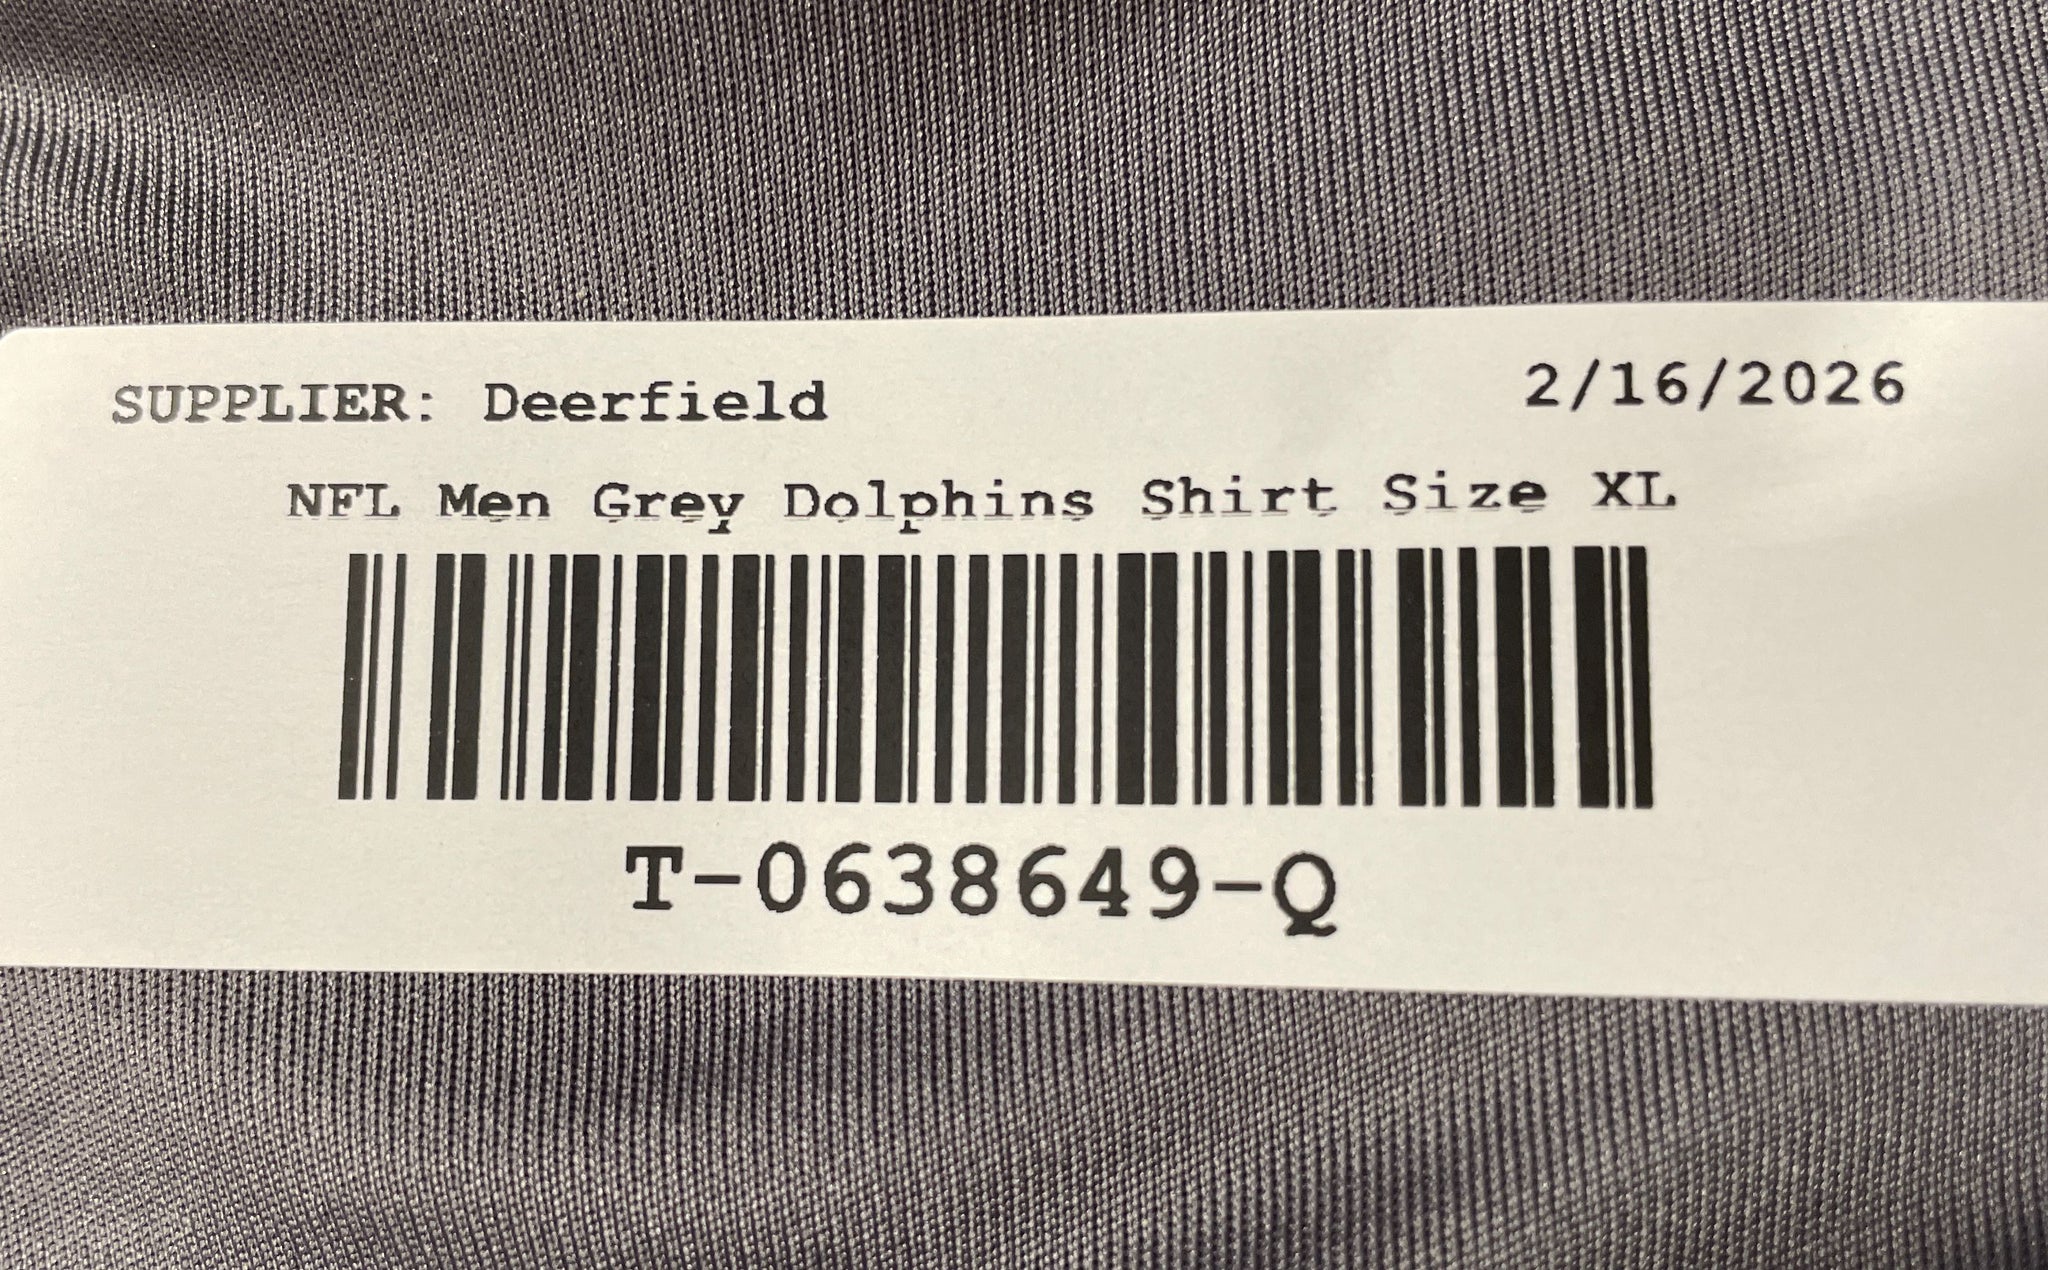 SUPPLIER: Deerfield 2/16/2026
NFL Men Grey Dolphins Shirt Size XL
T-0638649-Q